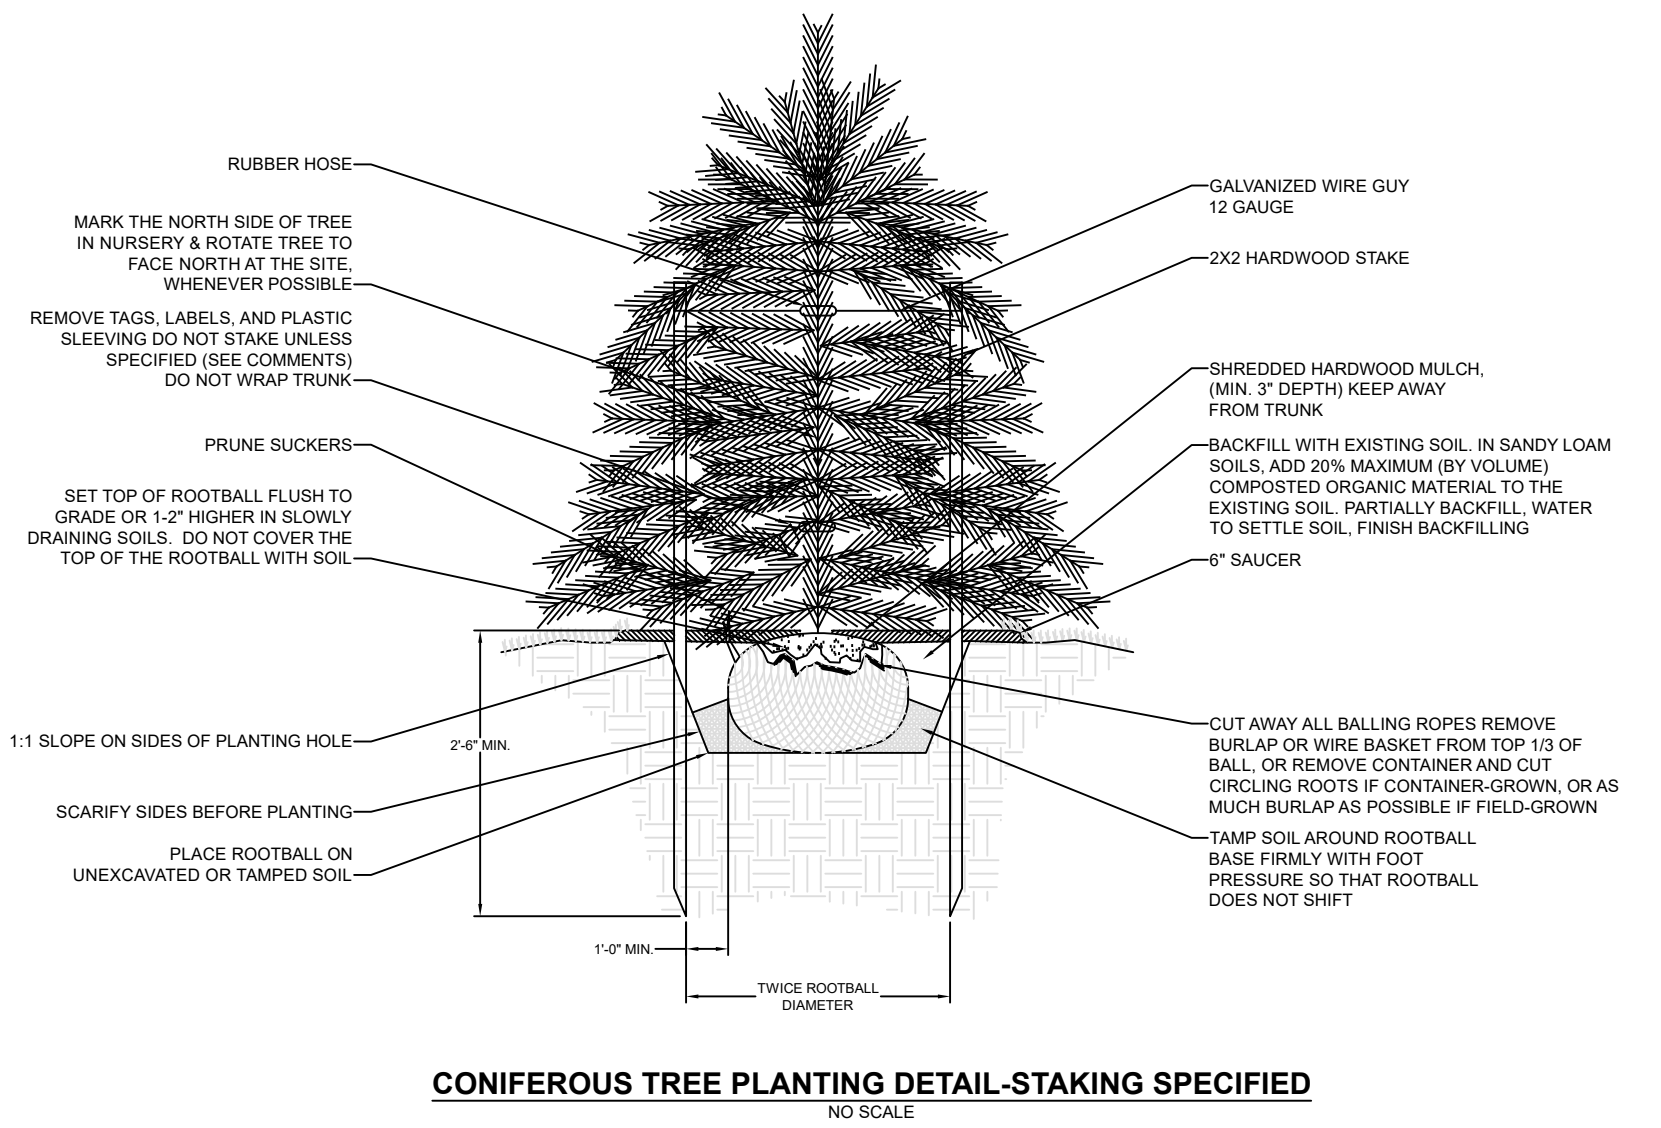 RUBBER HOSE
MARK THE NORTH SIDE OF TREE
IN NURSERY & ROTATE TREE TO
FACE NORTH AT THE SITE,
WHENEVER POSSIBLE
REMOVE TAGS, LABELS, AND PLASTIC
SLEEVING DO NOT STAKE UNLESS
SPECIFIED (SEE COMMENTS)
DO NOT WRAP TRUNK
PRUNE SUCKERS
SET TOP OF ROOTBALL FLUSH TO
GRADE OR 1-2" HIGHER IN SLOWLY
DRAINING SOILS.  DO NOT COVER THE
TOP OF THE ROOTBALL WITH SOIL
1:1 SLOPE ON SIDES OF PLANTING HOLE
SCARIFY SIDES BEFORE PLANTING
PLACE ROOTBALL ON
UNEXCAVATED OR TAMPED SOIL
GALVANIZED WIRE GUY
12 GAUGE
2X2 HARDWOOD STAKE
SHREDDED HARDWOOD MULCH,
(MIN. 3" DEPTH) KEEP AWAY
FROM TRUNK
BACKFILL WITH EXISTING SOIL. IN SANDY LOAM
SOILS, ADD 20% MAXIMUM (BY VOLUME)
COMPOSTED ORGANIC MATERIAL TO THE
EXISTING SOIL. PARTIALLY BACKFILL, WATER
TO SETTLE SOIL, FINISH BACKFILLING
6" SAUCER
CUT AWAY ALL BALLING ROPES REMOVE
BURLAP OR WIRE BASKET FROM TOP 1/3 OF
BALL, OR REMOVE CONTAINER AND CUT
CIRCLING ROOTS IF CONTAINER-GROWN, OR AS
MUCH BURLAP AS POSSIBLE IF FIELD-GROWN
TAMP SOIL AROUND ROOTBALL
BASE FIRMLY WITH FOOT
PRESSURE SO THAT ROOTBALL
DOES NOT SHIFT
2'-6" MIN.
1'-0" MIN.
TWICE ROOTBALL
DIAMETER
CONIFEROUS TREE PLANTING DETAIL-STAKING SPECIFIED
NO SCALE